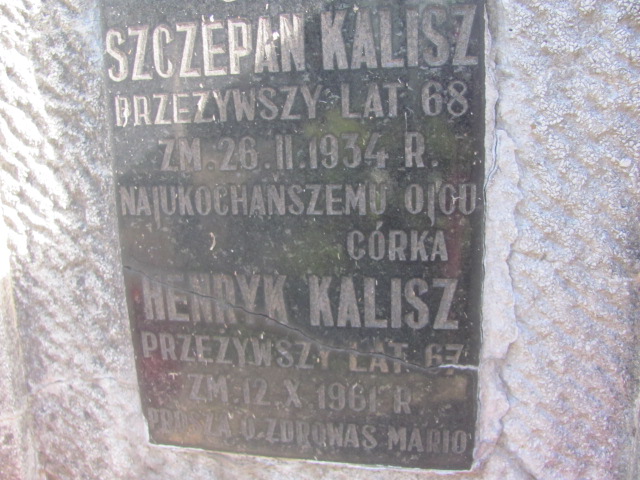 SZCZEPAN KALISZ
PRZEŻYWSZY LAT 68
ZM. 26.II.1934 R.
NAJUKOCHAŃSZEMU OJCU
CÓRKA
HENRYK KALISZ
PRZEŻYWSZY LAT 67
ZM. 12.X 1961 R
PROSZĄ O ZDROWAŚ MARIO